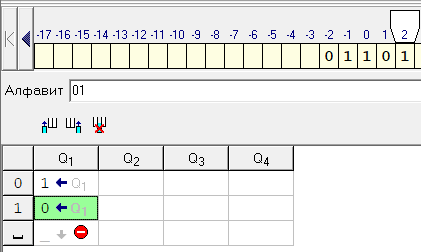 -17 -16 -15 -14 -13 -12 -11 -10 -9 -8 -7 -6 -5 -4 -3 -2 -1 0 1 2
0 1 1 0 1
Алфавит 01
Q1 Q2 Q3 Q4
0 1 ← Q1
1 0 ← Q1
␣ _ ↓